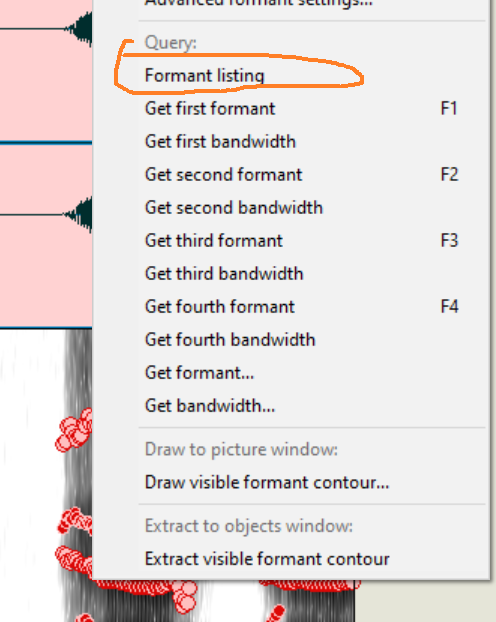 Advanced formant settings...
Query:
Formant listing
Get first formant F1
Get first bandwidth
Get second formant F2
Get second bandwidth
Get third formant F3
Get third bandwidth
Get fourth formant F4
Get fourth bandwidth
Get formant...
Get bandwidth...
Draw to picture window:
Draw visible formant contour...
Extract to objects window:
Extract visible formant contour